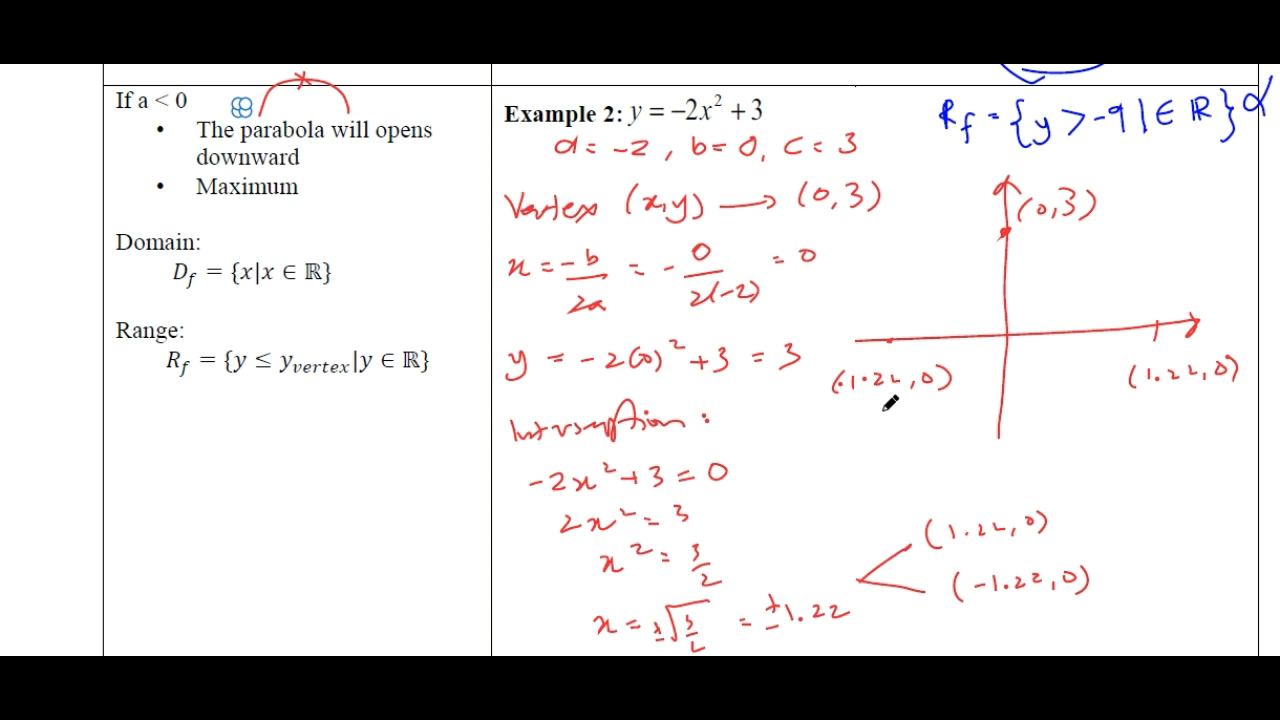 If a < 0
• The parabola will opens
downward
• Maximum
Domain:
D_f = {x|x ∈ ℝ}
Range:
R_f = {y ≤ y_vertex|y ∈ ℝ}
Example 2: y = −2x² + 3
a = -2, b = 0, c = 3
Vertex (x,y) → (0,3)
x = -b/2a = -0/2(-2) = 0
y = -2(0)² + 3 = 3
:
-2x² + 3 = 0
2x² = 3
x² = 3/2
x = ±√3/2 = ±1.22
(1.22, 0)
(-1.22, 0)
R_f = {y > -9 | ∈ ℝ}
(0,3)
(-1.22, 0)
(1.22, 0)